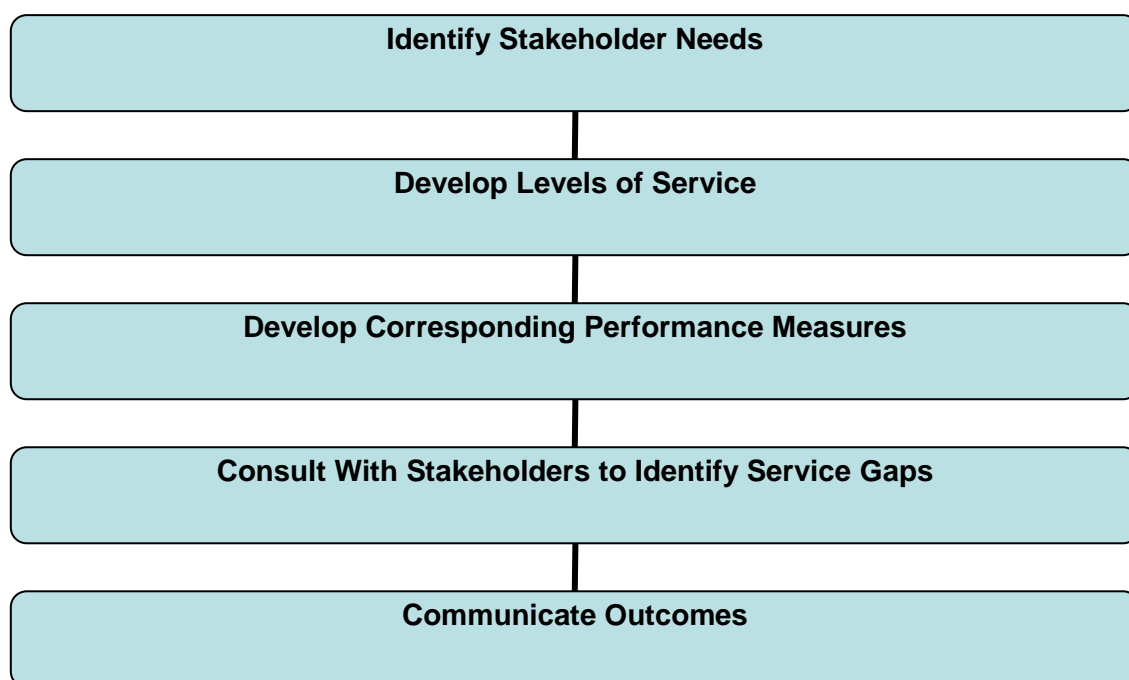 Identify Stakeholder Needs
Develop Levels of Service
Develop Corresponding Performance Measures
Consult With Stakeholders to Identify Service Gaps
Communicate Outcomes